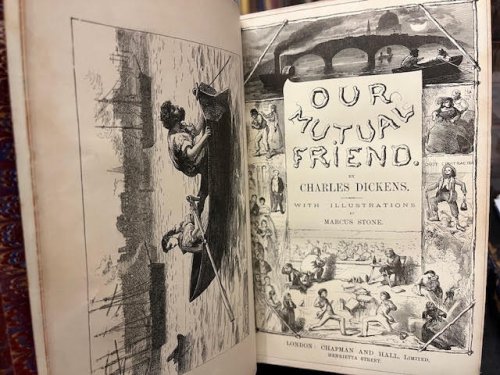 OUR
MUTUAL
FRIEND.
BY
CHARLES DICKENS.
WITH ILLUSTRATIONS
BY
MARCUS STONE.
LONDON: CHAPMAN AND HALL, LIMITED,
HENRIETTA STREET.